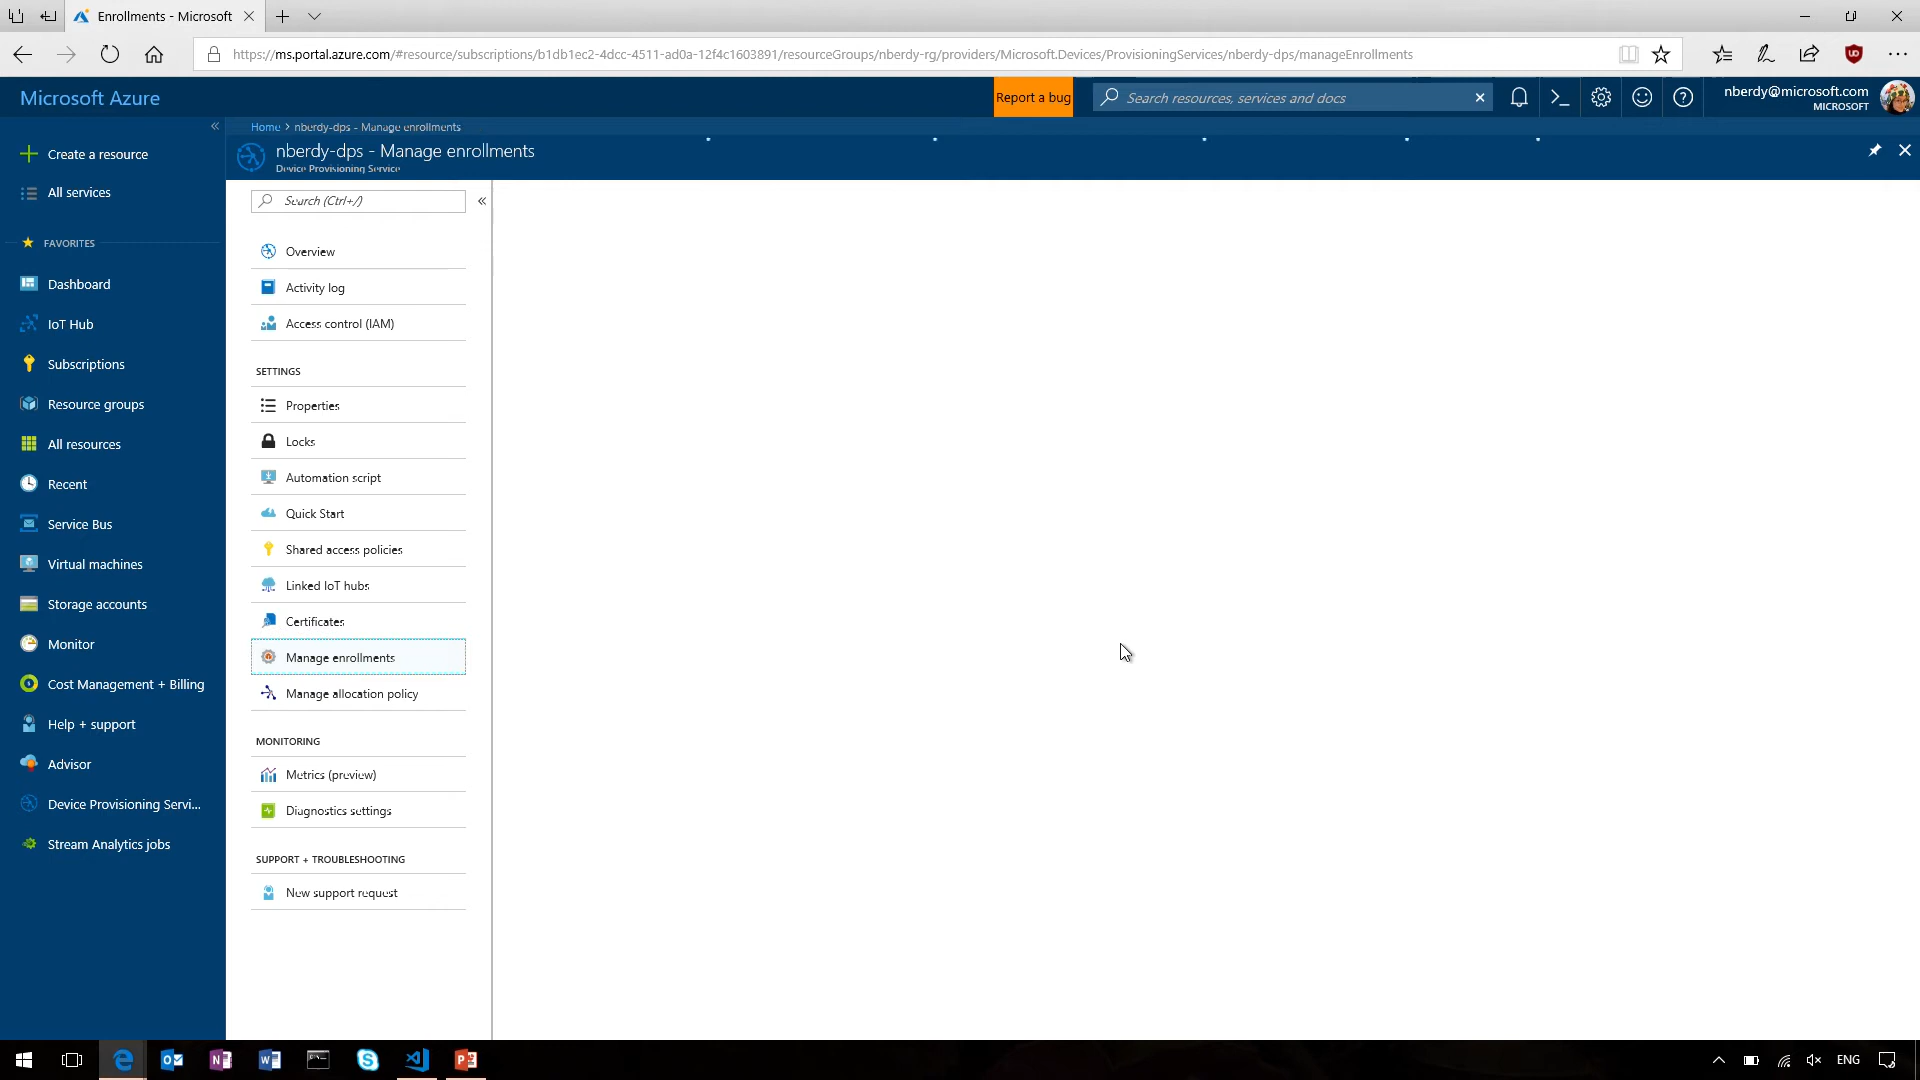 Enrollments - Microsoft
https://ms.portal.azure.com/#resource/subscriptions/b1db1ec2-4dcc-4511-ad0a-12f4c1603891/resourceGroups/nberdy-rg/providers/Microsoft.Devices/ProvisioningServices/nberdy-dps/manageEnrollments
Microsoft Azure
Report a bug
Search resources, services and docs
nberdy@microsoft.com
MICROSOFT
Home > nberdy-dps - Manage enrollments
nberdy-dps - Manage enrollments
Device Provisioning Service
Create a resource
All services
FAVORITES
Dashboard
IoT Hub
Subscriptions
Resource groups
All resources
Recent
Service Bus
Virtual machines
Storage accounts
Monitor
Cost Management + Billing
Help + support
Advisor
Device Provisioning Servi...
Stream Analytics jobs
Search (Ctrl+/)
Overview
Activity log
Access control (IAM)
SETTINGS
Properties
Locks
Automation script
Quick Start
Shared access policies
Linked IoT hubs
Certificates
Manage enrollments
Manage allocation policy
MONITORING
Metrics (preview)
Diagnostics settings
SUPPORT + TROUBLESHOOTING
New support request
ENG